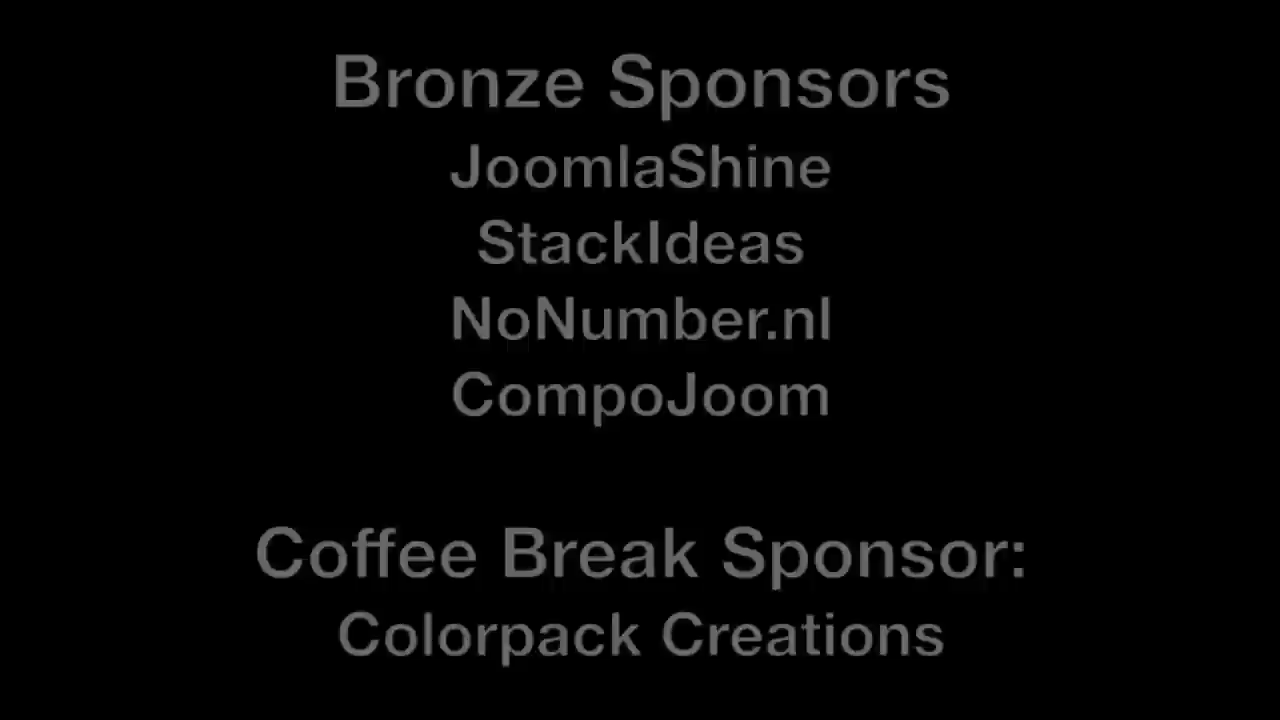 Bronze Sponsors
JoomlaShine
StackIdeas
NoNumber.nl
CompoJoom
Coffee Break Sponsor:
Colorpack Creations